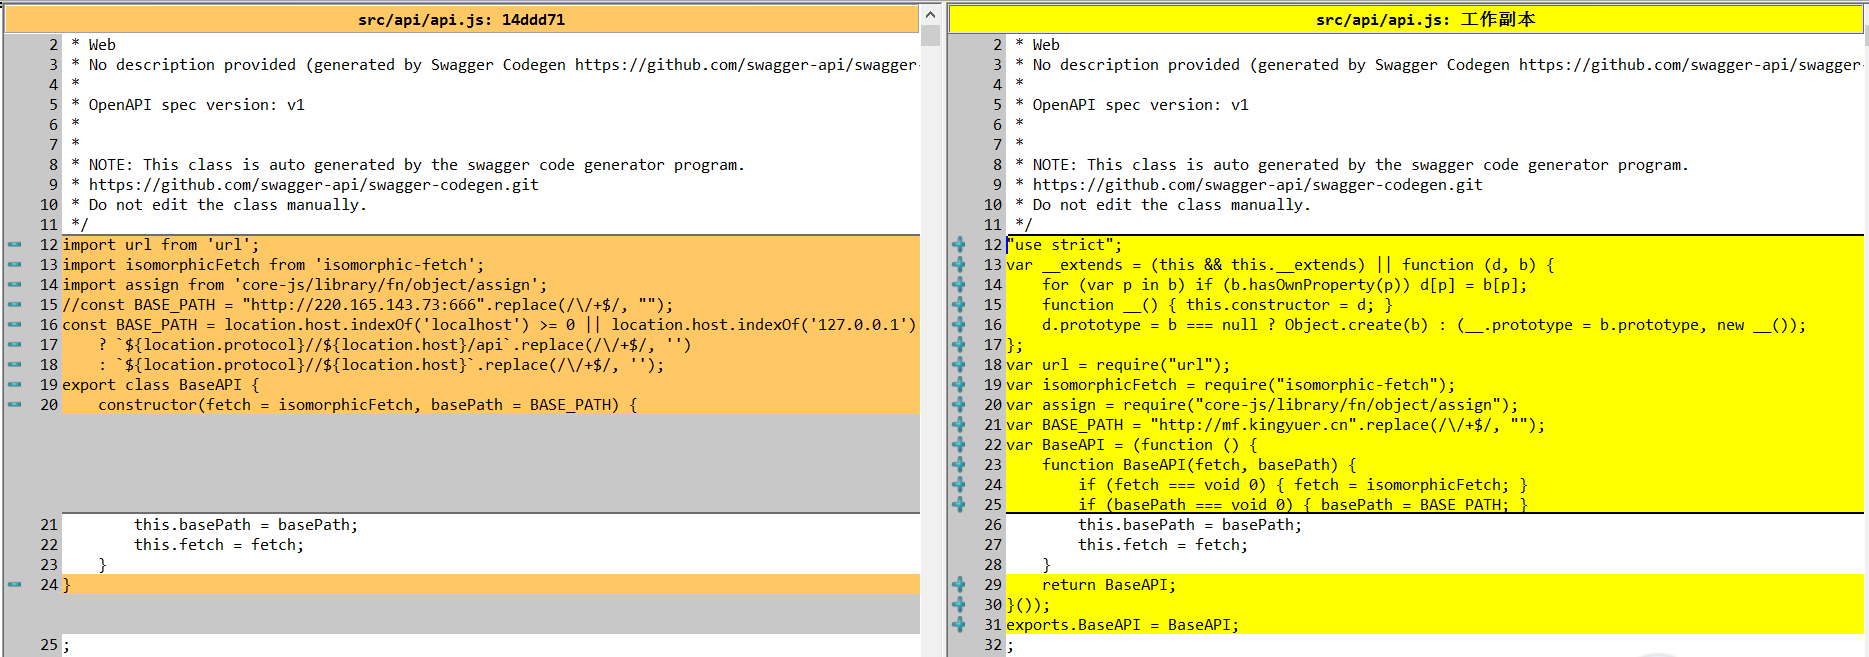 src/api/api.js: 14ddd71
2 * Web
3 * No description provided (generated by Swagger Codegen https://github.com/swagger-api/swagger-
4 *
5 * OpenAPI spec version: v1
6 *
7 *
8 * NOTE: This class is auto generated by the swagger code generator program.
9 * https://github.com/swagger-api/swagger-codegen.git
10 * Do not edit the class manually.
11 */
12 import url from 'url';
13 import isomorphicFetch from 'isomorphic-fetch';
14 import assign from 'core-js/library/fn/object/assign';
15 //const BASE_PATH = "http://220.165.143.73:666".replace(/\/+$/, "");
16 const BASE_PATH = location.host.indexOf('localhost') >= 0 || location.host.indexOf('127.0.0.1')
17     ? `${location.protocol}//${location.host}/api`.replace(/\/+$/, '')
18     : `${location.protocol}//${location.host}`.replace(/\/+$/, '');
19 export class BaseAPI {
20     constructor(fetch = isomorphicFetch, basePath = BASE_PATH) {
21         this.basePath = basePath;
22         this.fetch = fetch;
23     }
24 }
25 ;
src/api/api.js: 工作副本
2 * Web
3 * No description provided (generated by Swagger Codegen https://github.com/swagger-api/swagger-
4 *
5 * OpenAPI spec version: v1
6 *
7 *
8 * NOTE: This class is auto generated by the swagger code generator program.
9 * https://github.com/swagger-api/swagger-codegen.git
10 * Do not edit the class manually.
11 */
12 "use strict";
13 var __extends = (this && this.__extends) || function (d, b) {
14     for (var p in b) if (b.hasOwnProperty(p)) d[p] = b[p];
15     function __() { this.constructor = d; }
16     d.prototype = b === null ? Object.create(b) : (__.prototype = b.prototype, new __());
17 };
18 var url = require("url");
19 var isomorphicFetch = require("isomorphic-fetch");
20 var assign = require("core-js/library/fn/object/assign");
21 var BASE_PATH = "http://mf.kingyuer.cn".replace(/\/+$/, "");
22 var BaseAPI = (function () {
23     function BaseAPI(fetch, basePath) {
24         if (fetch === void 0) { fetch = isomorphicFetch; }
25         if (basePath === void 0) { basePath = BASE_PATH; }
26         this.basePath = basePath;
27         this.fetch = fetch;
28     }
29     return BaseAPI;
30 }());
31 exports.BaseAPI = BaseAPI;
32 ;